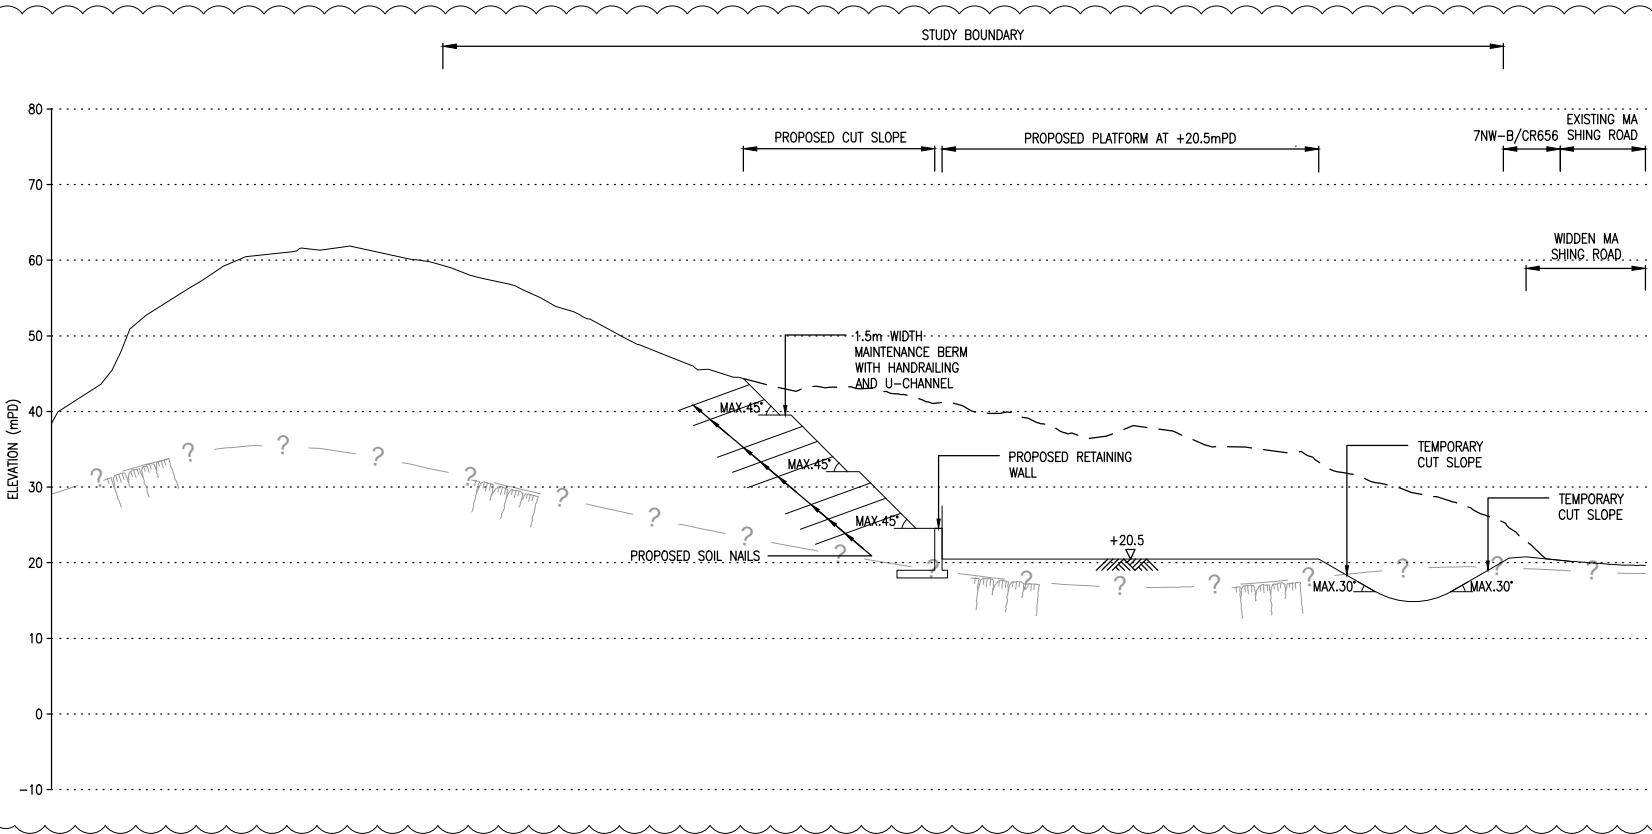 STUDY BOUNDARY
80
EXISTING MA
PROPOSED CUT SLOPE
PROPOSED PLATFORM AT +20.5mPD
7NW-B/CR656
SHING ROAD
70
WIDDEN MA
SHING ROAD
60
50
1.5m WIDTH
MAINTENANCE BERM
WITH HANDRAILING
AND U-CHANNEL
MAX.45°
40
ELEVATION (mPD)
TEMPORARY
CUT SLOPE
PROPOSED RETAINING
WALL
MAX.45°
?
?
?
?
?
?
30
TEMPORARY
CUT SLOPE
MAX.45°
?
?
?
+20.5
PROPOSED SOIL NAILS
20
?
?
?
?
?
?
?
?
MAX.30°
MAX.30°
10
0
-10